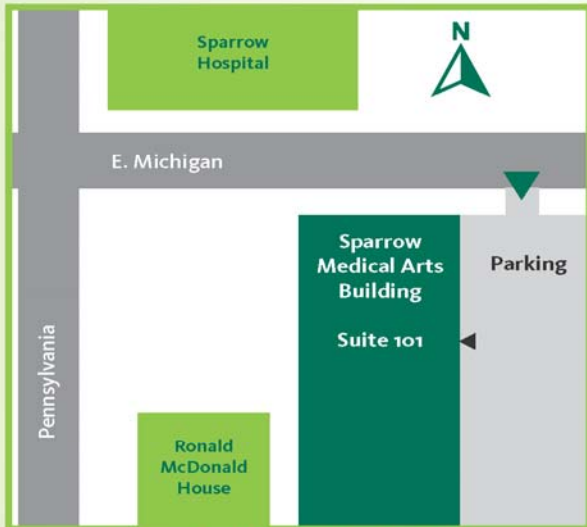 Sparrow
Hospital
N
E. Michigan
Sparrow
Medical Arts
Building
Suite 101
Parking
Pennsylvania
Ronald
McDonald
House